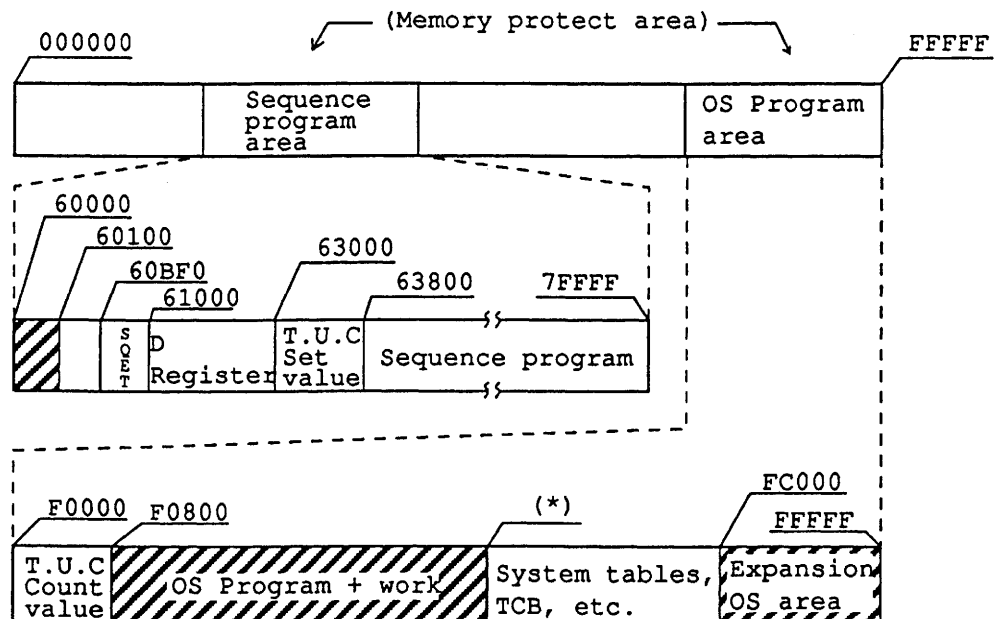 (Memory protect area)
000000
FFFFF
Sequence
program
area
OS Program
area
60000
60100
60BF0
61000
63000
63800
7FFFF
SQET
D
Register
T.U.C
Set
value
Sequence program
F0000
F0800
(*)
FC000
FFFFF
T.U.C
Count
value
OS Program + work
System tables,
TCB, etc.
Expansion
OS area